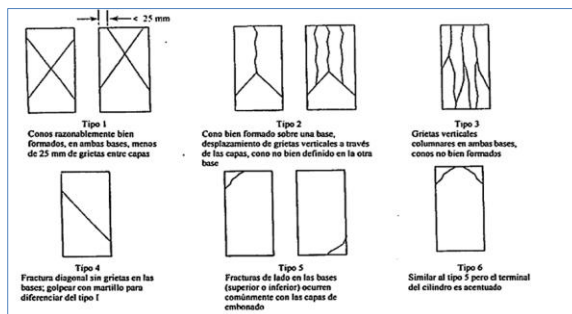 < 25 mm
Tipo 1
Conos razonablemente bien
formados, en ambas bases, menos
de 25 mm de grietas entre capas
Tipo 2
Cono bien formado sobre una base,
desplazamiento de grietas verticales a través
de las capas, cono no bien definido en la otra
base
Tipo 3
Grietas verticales
columnares en ambas bases,
conos no bien formados
Tipo 4
Fractura diagonal sin grietas en las
bases; golpear con martillo para
diferenciar del tipo I
Tipo 5
Fracturas de lado en las bases
(superior o inferior) ocurren
comúnmente con las capas de
embonado
Tipo 6
Similar al tipo 5 pero el terminal
del cilindro es acentuado